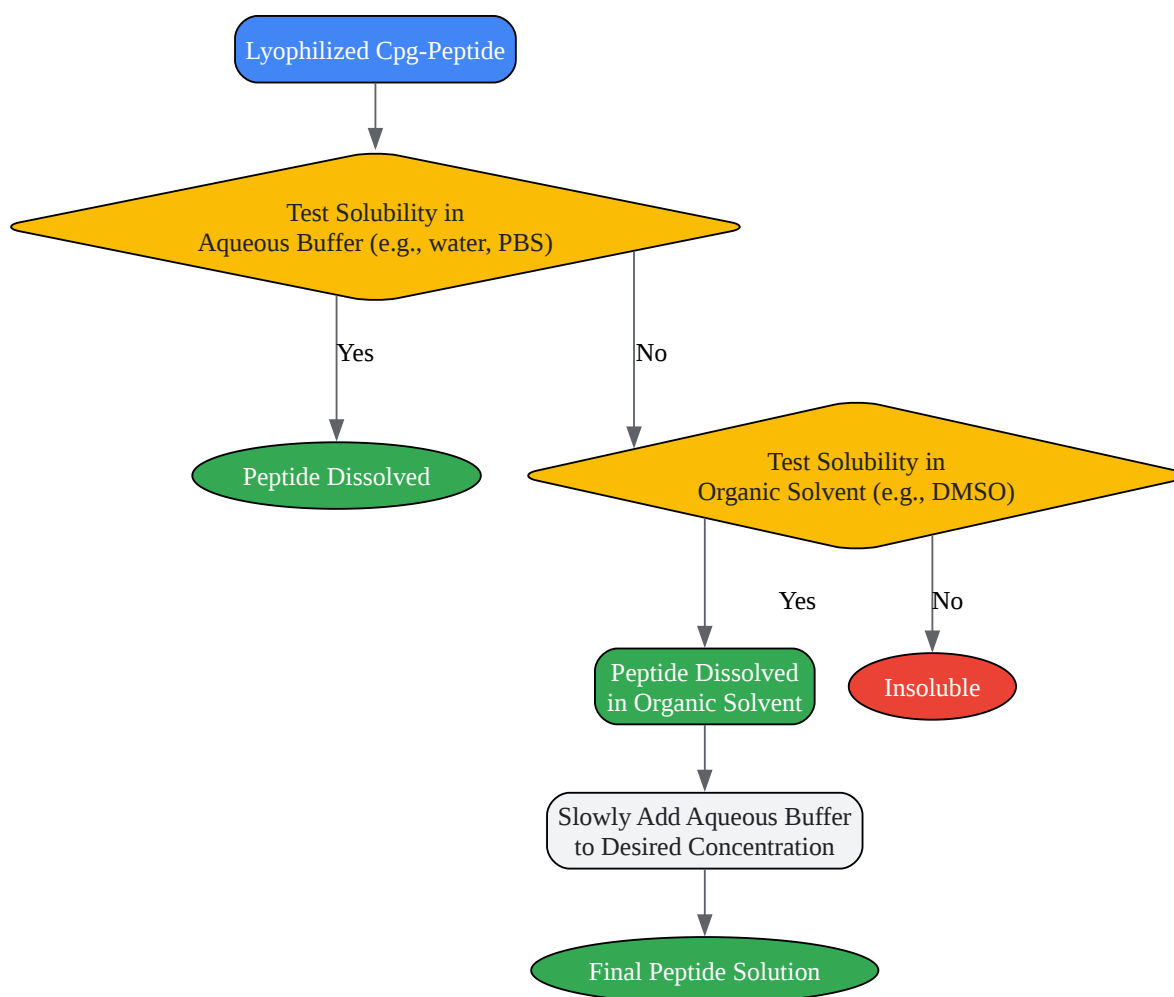 Lyophilized Cpg-Peptide
Test Solubility in
Aqueous Buffer (e.g., water, PBS)
Yes
No
Peptide Dissolved
Test Solubility in
Organic Solvent (e.g., DMSO)
Yes
No
Peptide Dissolved
in Organic Solvent
Insoluble
Slowly Add Aqueous Buffer
to Desired Concentration
Final Peptide Solution